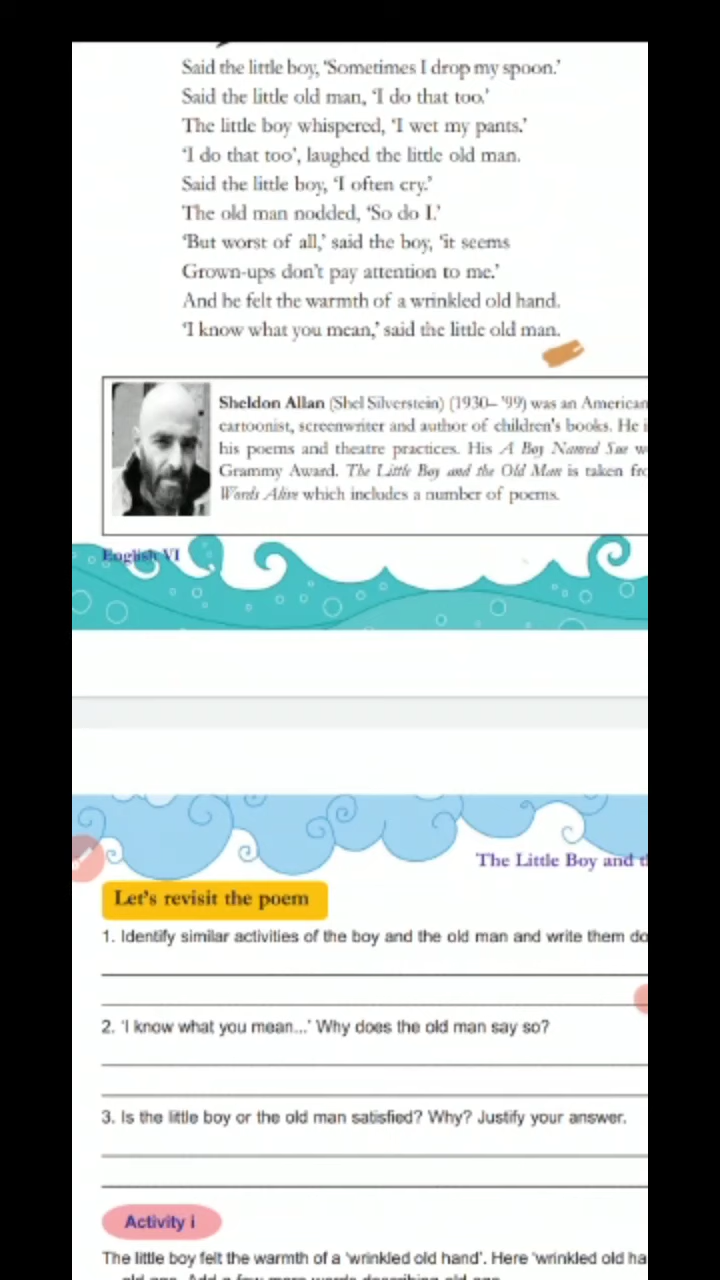 Said the little boy, ‘Sometimes I drop my spoon.’
Said the little old man, ‘I do that too.’
The little boy whispered, ‘I wet my pants.’
‘I do that too’, laughed the little old man.
Said the little boy, ‘I often cry.’
The old man nodded, ‘So do I.’
‘But worst of all,’ said the boy, ‘it seems
Grown-ups don’t pay attention to me.’
And he felt the warmth of a wrinkled old hand.
‘I know what you mean,’ said the little old man.
Sheldon Allan (Shel Silverstein) (1930– ’99) was an American
cartoonist, screenwriter and author of children's books. He
his poems and theatre practices. His A Boy Named Sue
Grammy Award. The Little Boy and the Old Man is taken
Words Alive which includes a number of poems.
English VI
The Little Boy and
Let’s revisit the poem
1. Identify similar activities of the boy and the old man and write them
2. ‘I know what you mean...’ Why does the old man say so?
3. Is the little boy or the old man satisfied? Why? Justify your answer.
Activity i
The little boy felt the warmth of a ‘wrinkled old hand’. Here ‘wrinkled old
old age. Add a few more words describing old age.